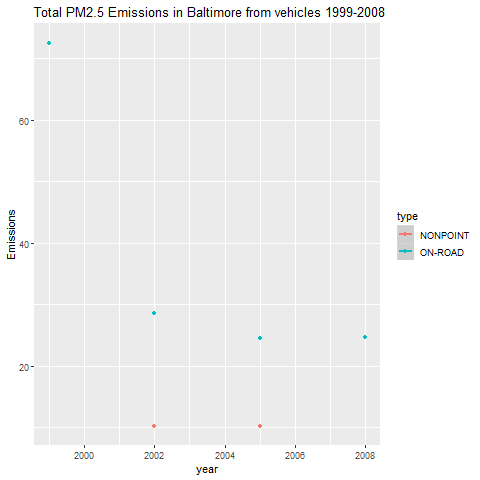 Total PM2.5 Emissions in Baltimore from vehicles 1999-2008
60
40
20
Emissions
2000 2002 2004 2006 2008
year
type
NONPOINT
ON-ROAD